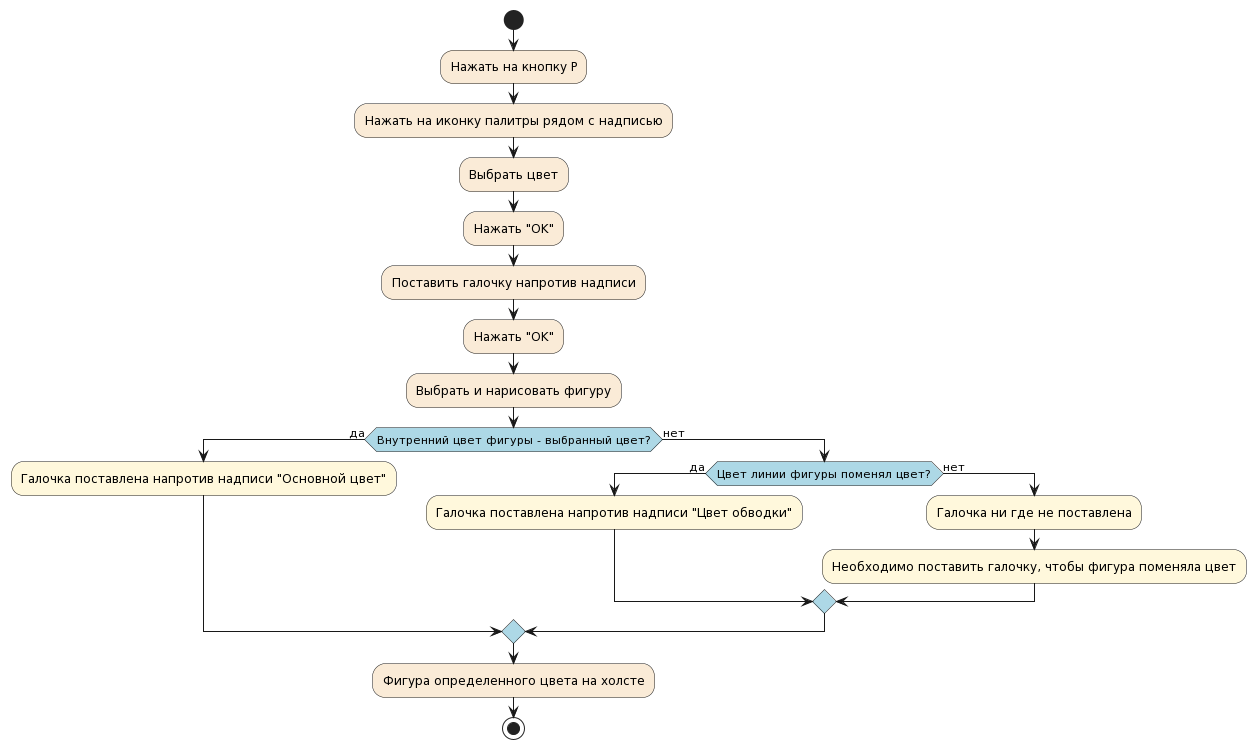 Нажать на кнопку P
Нажать на иконку палитры рядом с надписью
Выбрать цвет
Нажать "ОК"
Поставить галочку напротив надписи
Нажать "ОК"
Выбрать и нарисовать фигуру
да
Внутренний цвет фигуры - выбранный цвет?
нет
Галочка поставлена напротив надписи "Основной цвет"
да
Цвет линии фигуры поменял цвет?
нет
Галочка поставлена напротив надписи "Цвет обводки"
Галочка ни где не поставлена
Необходимо поставить галочку, чтобы фигура поменяла цвет
Фигура определенного цвета на холсте